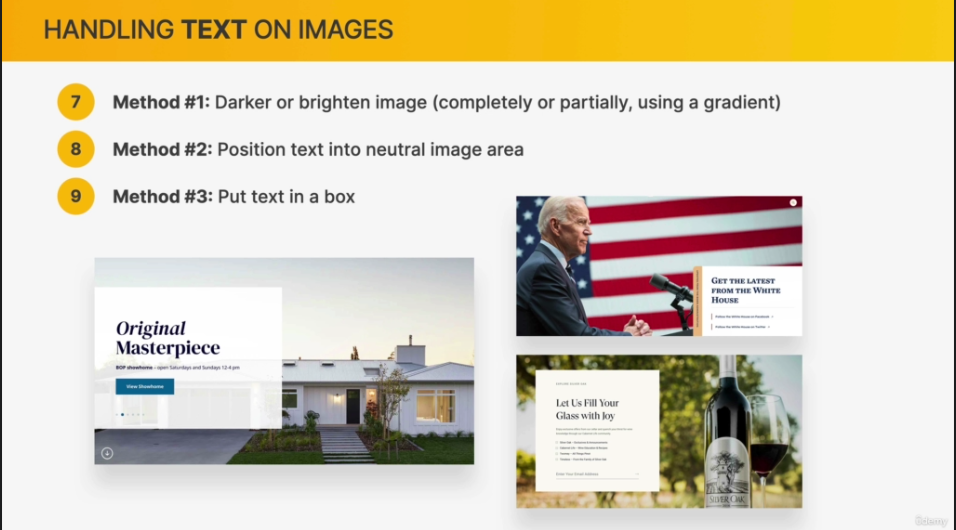 HANDLING TEXT ON IMAGES
7 Method #1: Darker or brighten image (completely or partially, using a gradient)
8 Method #2: Position text into neutral image area
9 Method #3: Put text in a box
Original
Masterpiece
BOP showhome - open Saturdays and Sundays 12-4 pm
View Showhome
GET THE LATEST
FROM THE WHITE
HOUSE
Follow the White House on Facebook
Follow the White House on Twitter
Let Us Fill Your
Glass with Joy
Enter Your Email Address
SILVER OAK
Udemy